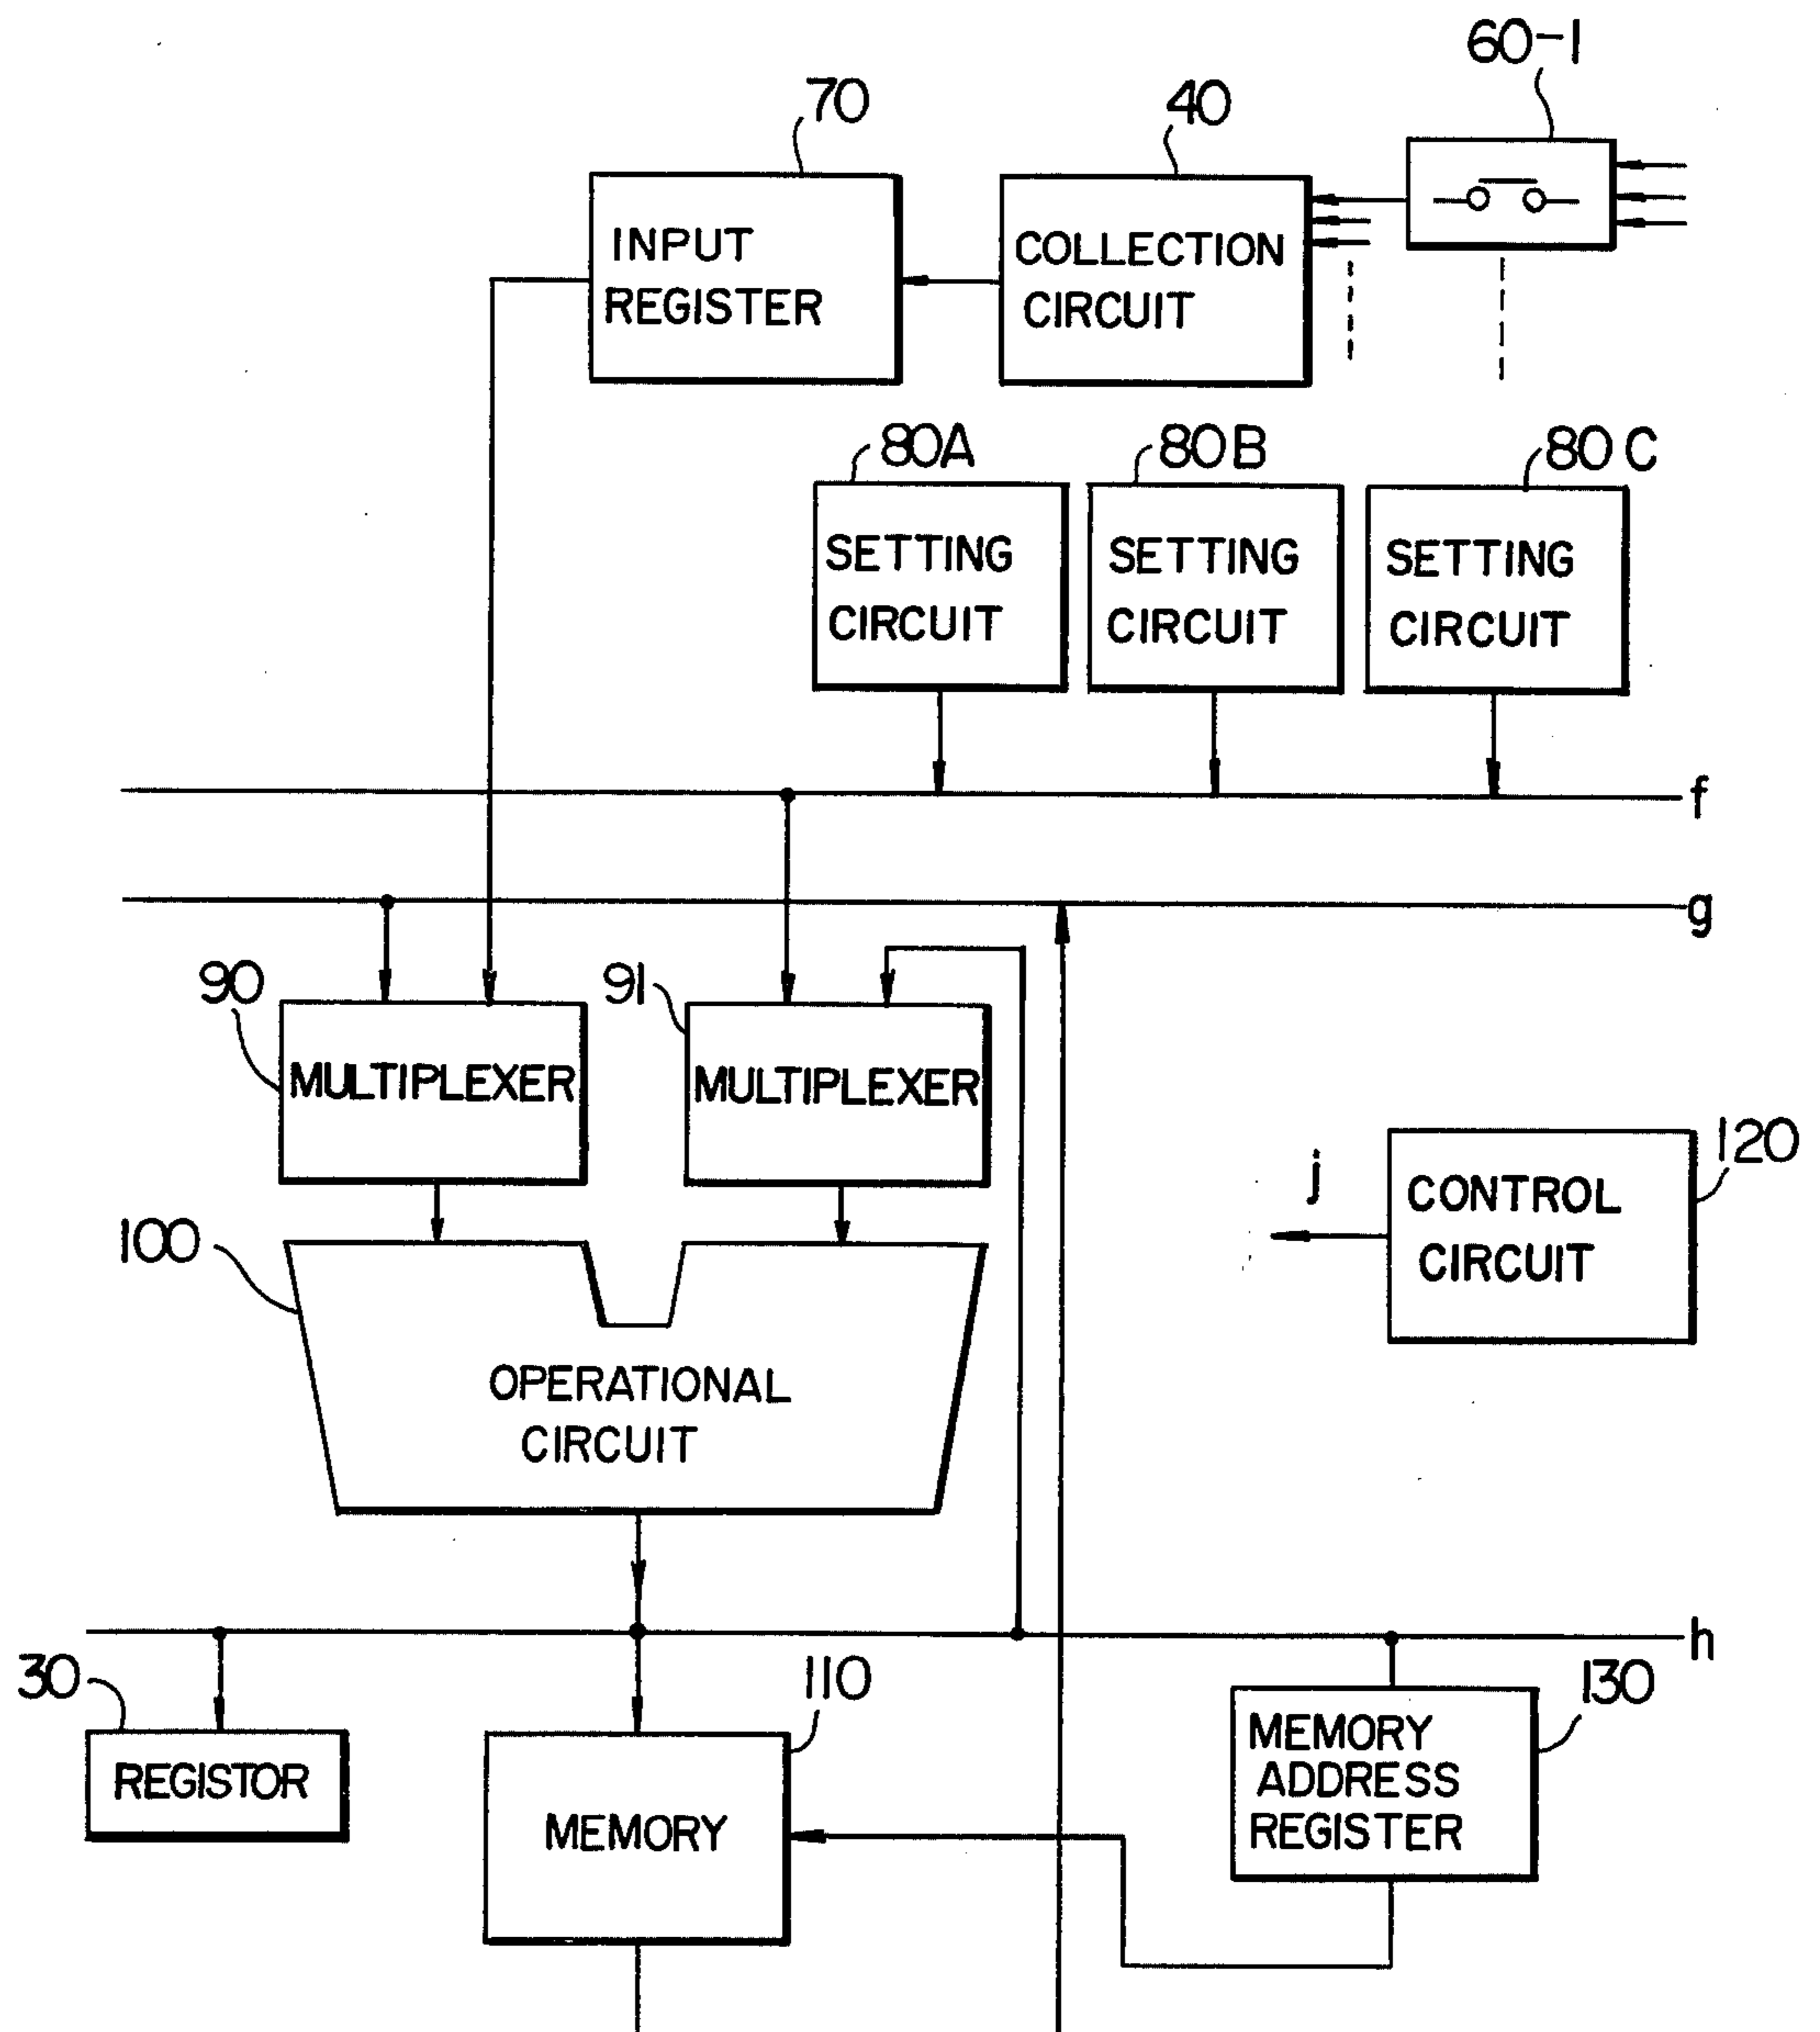 60-1
70
40
INPUT
REGISTER
COLLECTION
CIRCUIT
80A
80B
80C
SETTING
CIRCUIT
SETTING
CIRCUIT
SETTING
CIRCUIT
f
g
90
91
MULTIPLEXER
MULTIPLEXER
120
j
CONTROL
CIRCUIT
100
OPERATIONAL
CIRCUIT
h
30
110
130
REGISTOR
MEMORY
MEMORY
ADDRESS
REGISTER